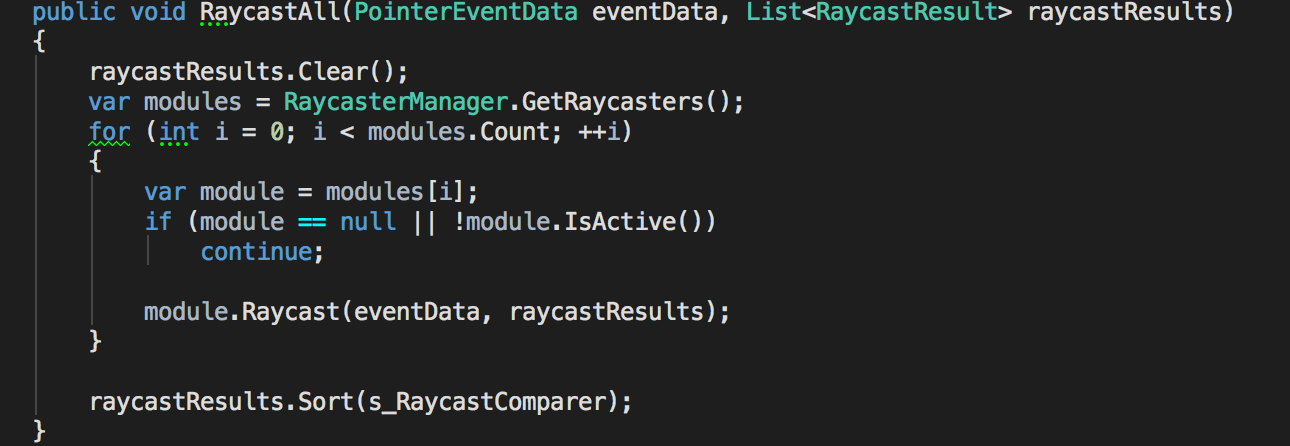 public void RaycastAll(PointerEventData eventData, List<RaycastResult> raycastResults)
{
raycastResults.Clear();
var modules = RaycasterManager.GetRaycasters();
for (int i = 0; i < modules.Count; ++i)
{
var module = modules[i];
if (module == null || !module.IsActive())
continue;
module.Raycast(eventData, raycastResults);
}
raycastResults.Sort(s_RaycastComparer);
}